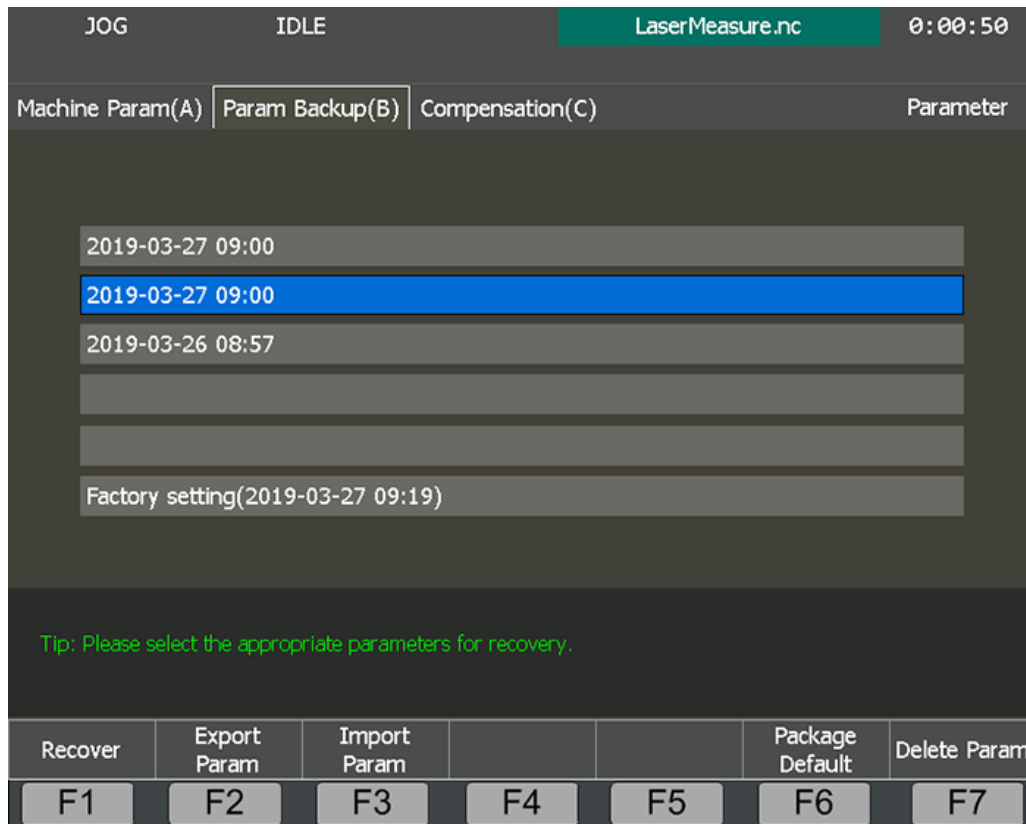 JOG IDLE LaserMeasure.nc 0:00:50
Machine Param(A) Param Backup(B) Compensation(C) Parameter
2019-03-27 09:00
2019-03-27 09:00
2019-03-26 08:57
Factory setting(2019-03-27 09:19)
Tip: Please select the appropriate parameters for recovery.
Recover
Export
Param
Import
Param
Package
Default
Delete Param
F1 F2 F3 F4 F5 F6 F7